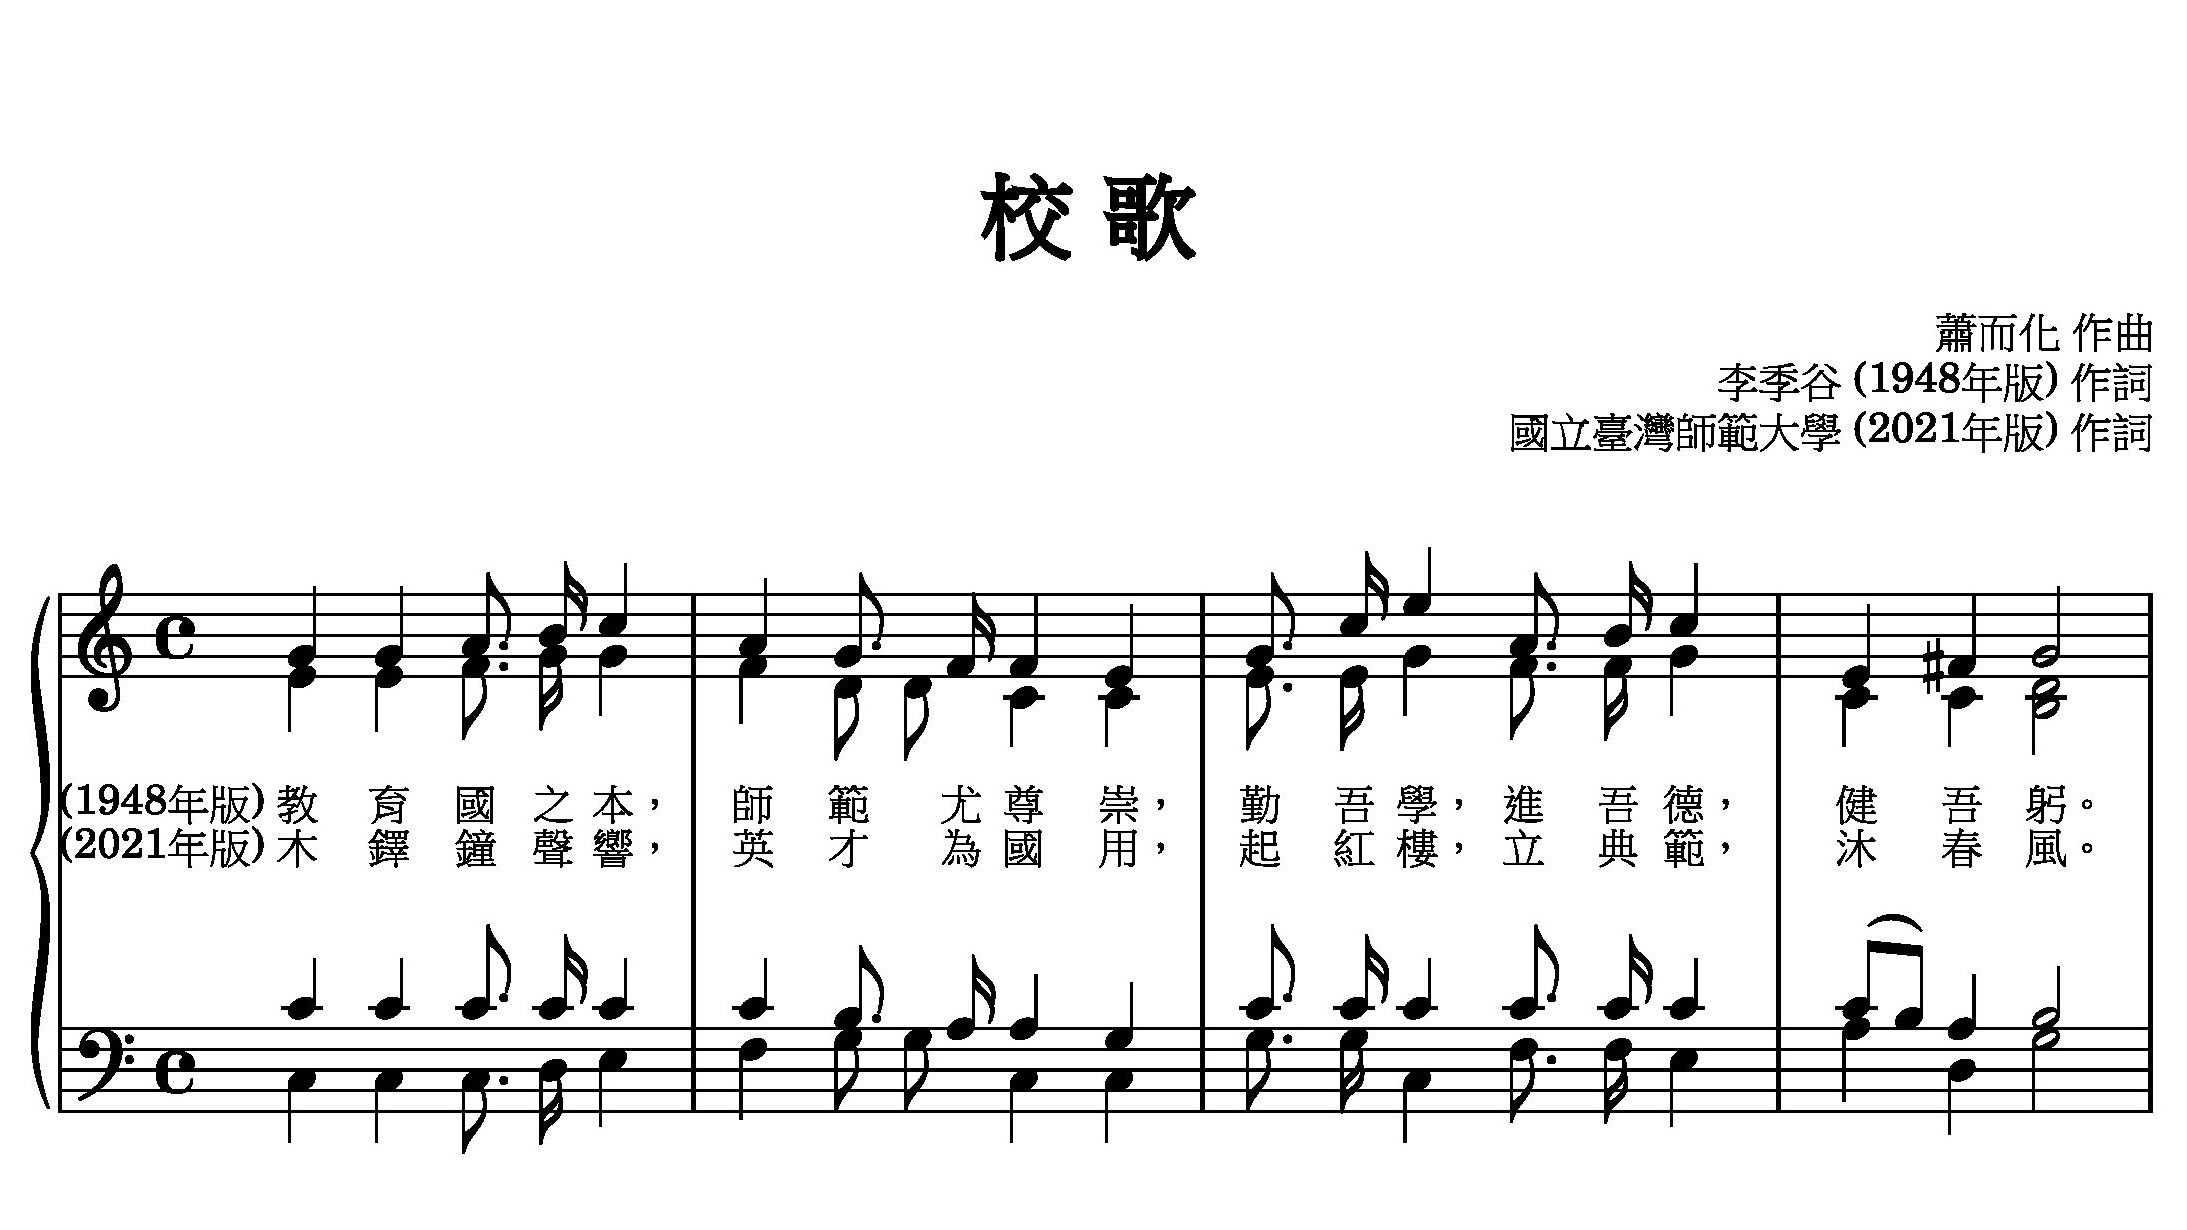 校歌
蕭而化 作曲
李季谷 (1948年版) 作詞
國立臺灣師範大學 (2021年版) 作詞
(1948年版) 教育國之本，師範尤尊崇，勤吾學，進吾德，健吾躬。
(2021年版) 木鐸鐘聲響，英才為國用，起紅樓，立典範，沐春風。